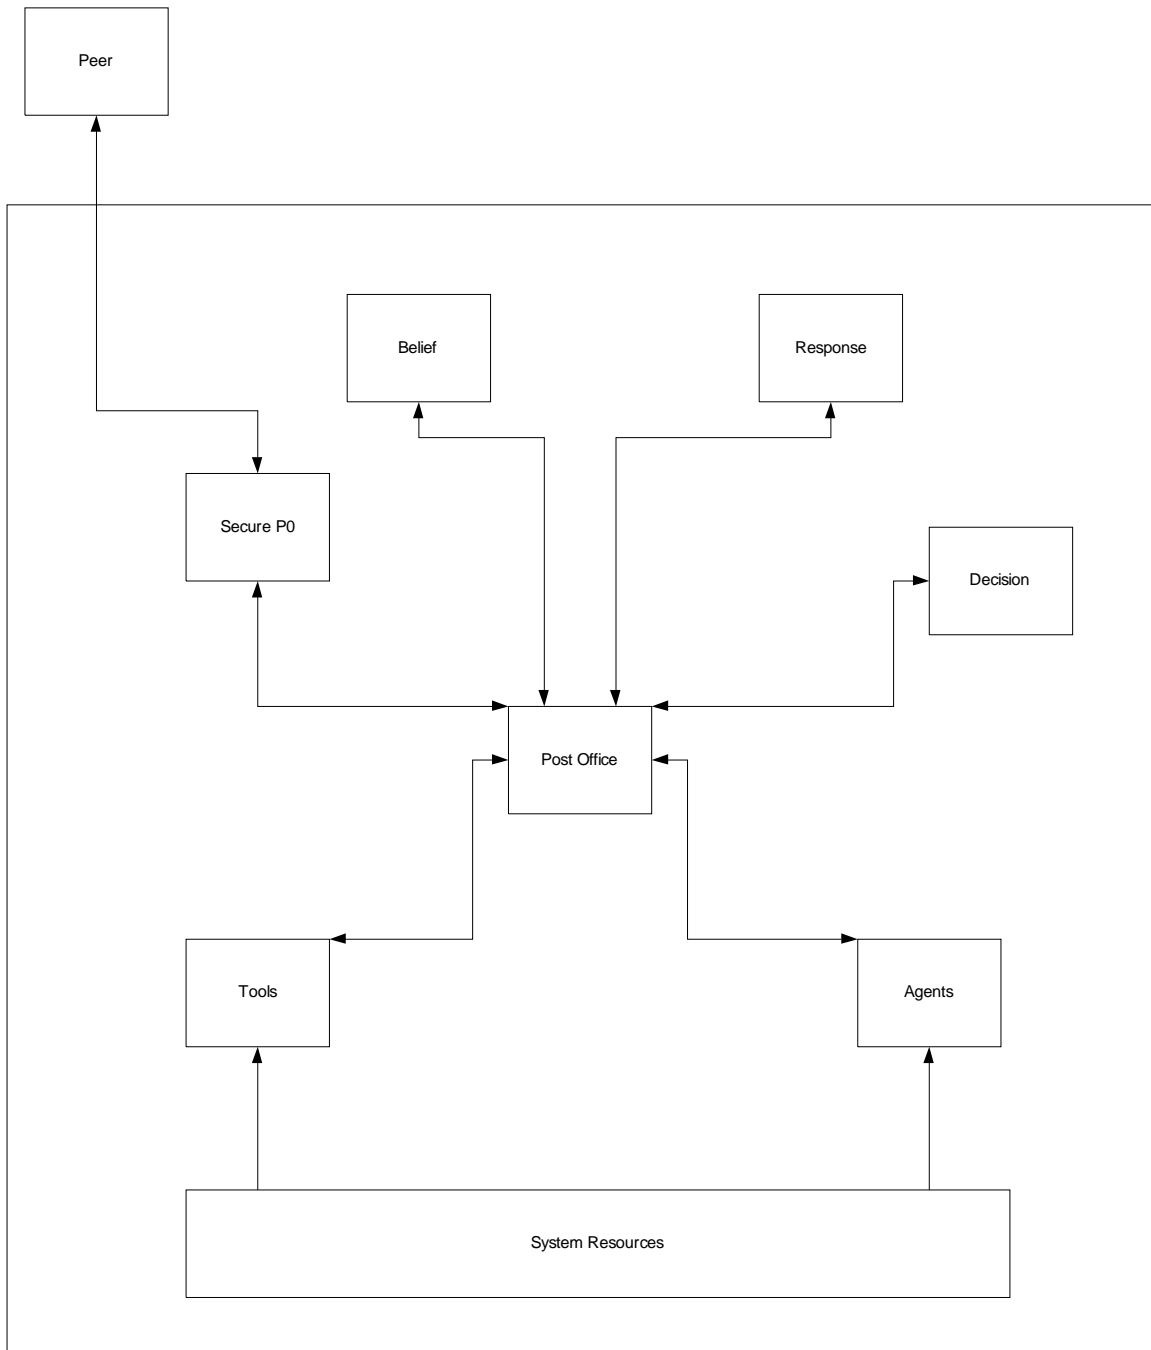 Peer
Belief
Response
Secure P0
Decision
Post Office
Tools
Agents
System Resources